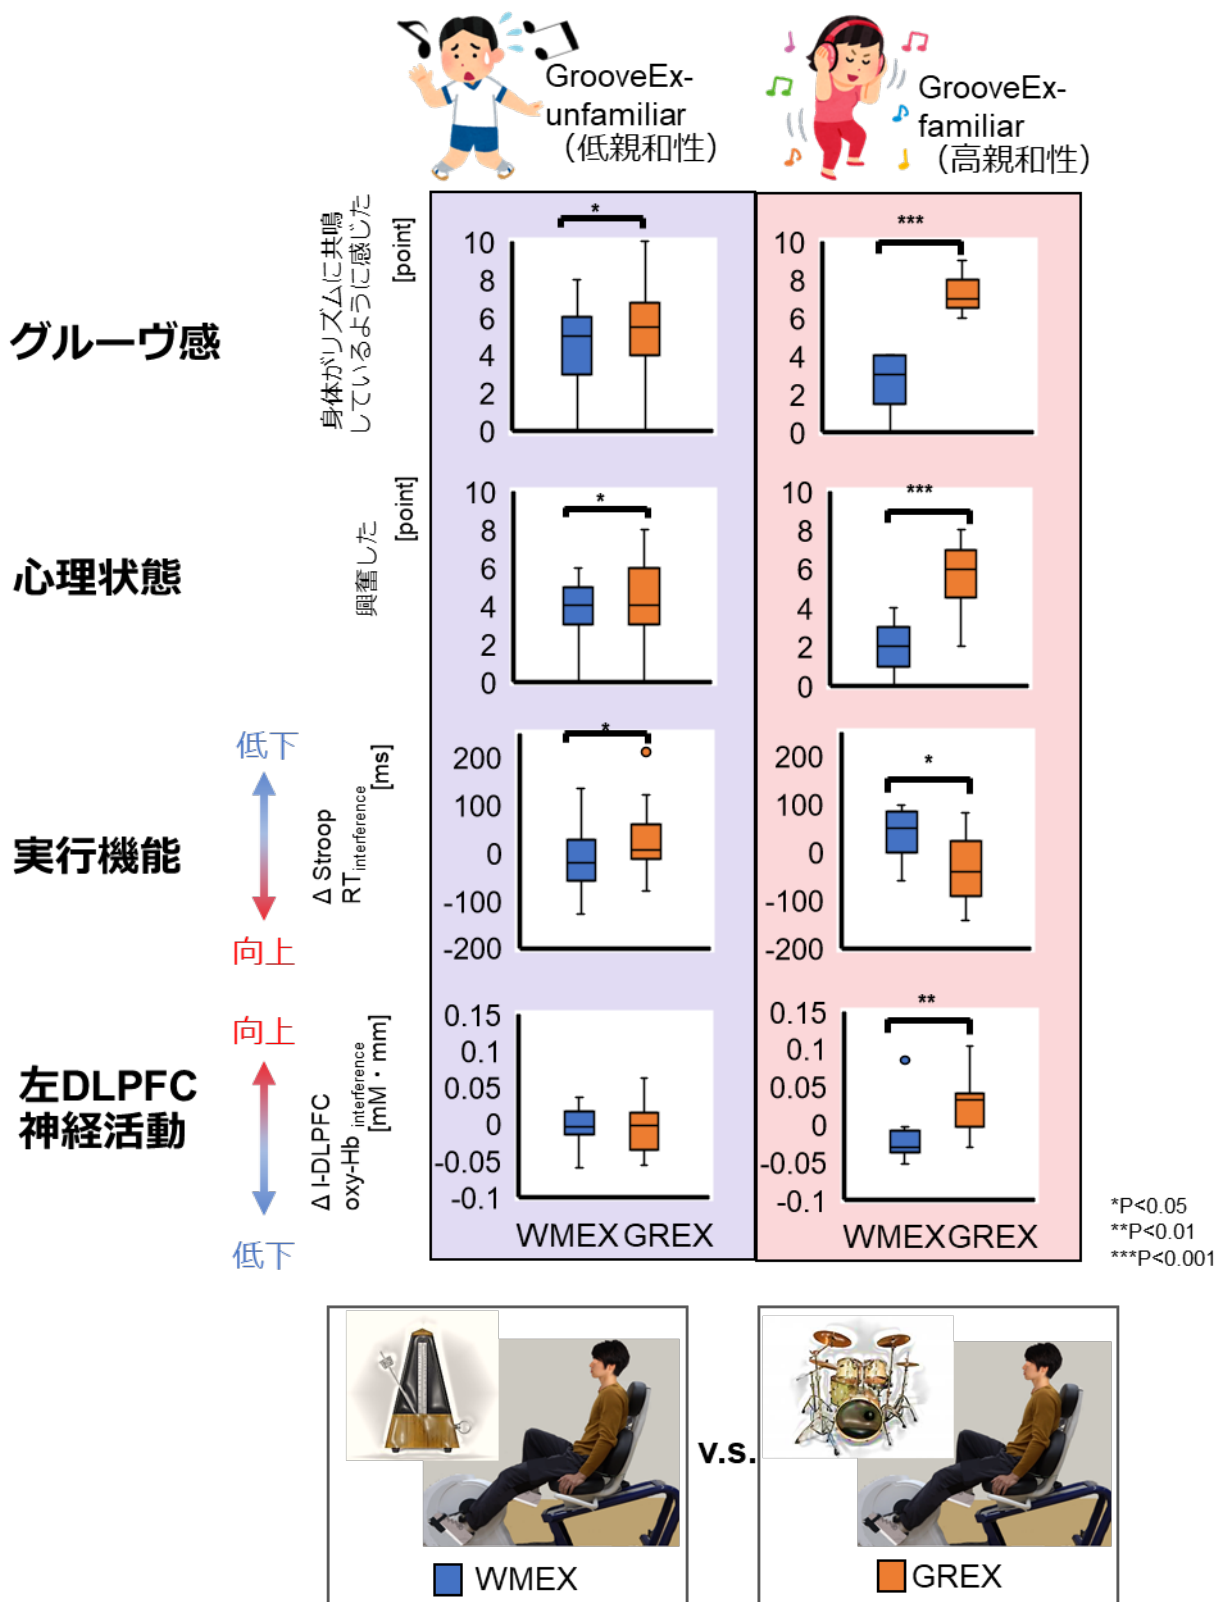 GrooveEx-
unfamiliar
（低親和性）
GrooveEx-
familiar
（高親和性）
グルーヴ感
身体がリズムに共鳴
しているように感じた
[point]
10
8
6
4
2
0
*
10
8
6
4
2
0
***
心理状態
興奮した
[point]
10
8
6
4
2
0
*
10
8
6
4
2
0
***
実行機能
低下
向上
Δ Stroop
RTinterference
[ms]
200
100
0
-100
-200
*
200
100
0
-100
-200
*
左DLPFC
神経活動
向上
低下
Δ l-DLPFC
oxy-Hb interference
[mM・mm]
0.15
0.1
0.05
0
-0.05
-0.1
0.15
0.1
0.05
0
-0.05
-0.1
**
WMEX GREX
WMEX GREX
*P<0.05
**P<0.01
***P<0.001
v.s.
WMEX
GREX